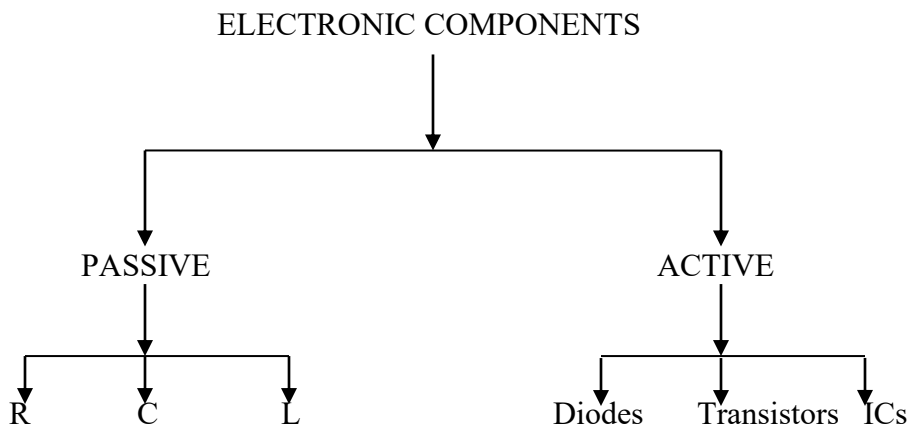 ELECTRONIC COMPONENTS
PASSIVE ACTIVE
R C L Diodes Transistors ICs